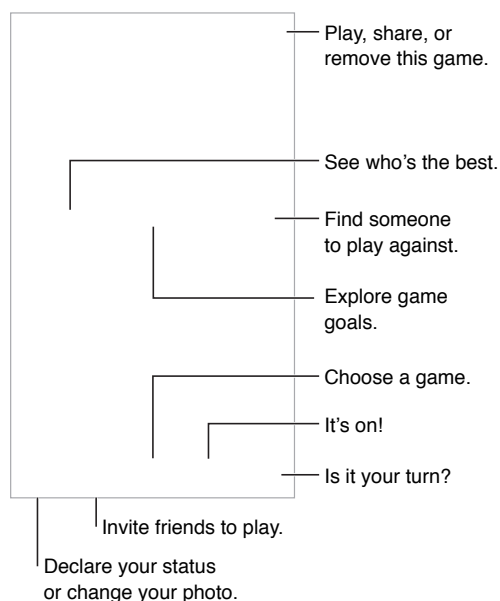 Play, share, or
remove this game.
See who's the best.
Find someone
to play against.
Explore game
goals.
Choose a game.
It's on!
Is it your turn?
Invite friends to play.
Declare your status
or change your photo.